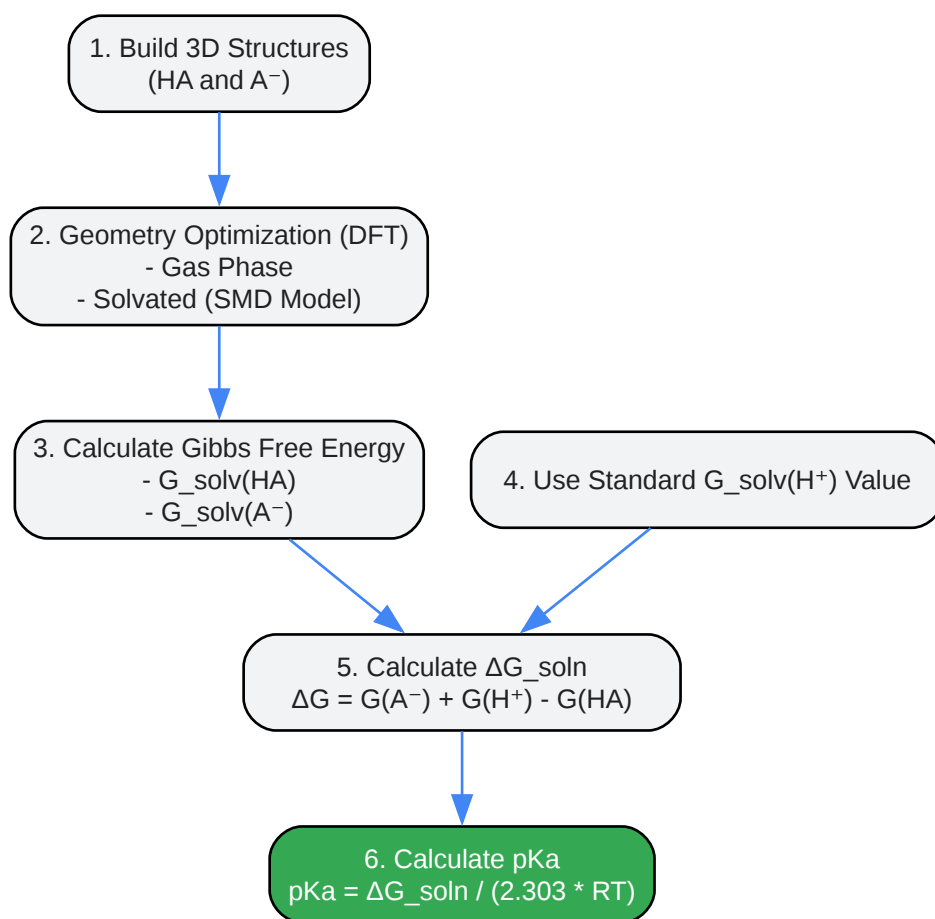 1. Build 3D Structures
(HA and A⁻)
2. Geometry Optimization (DFT)
- Gas Phase
- Solvated (SMD Model)
3. Calculate Gibbs Free Energy
- G_solv(HA)
- G_solv(A⁻)
4. Use Standard G_solv(H⁺) Value
5. Calculate ΔG_soln
ΔG = G(A⁻) + G(H⁺) - G(HA)
6. Calculate pKa
pKa = ΔG_soln / (2.303 * RT)